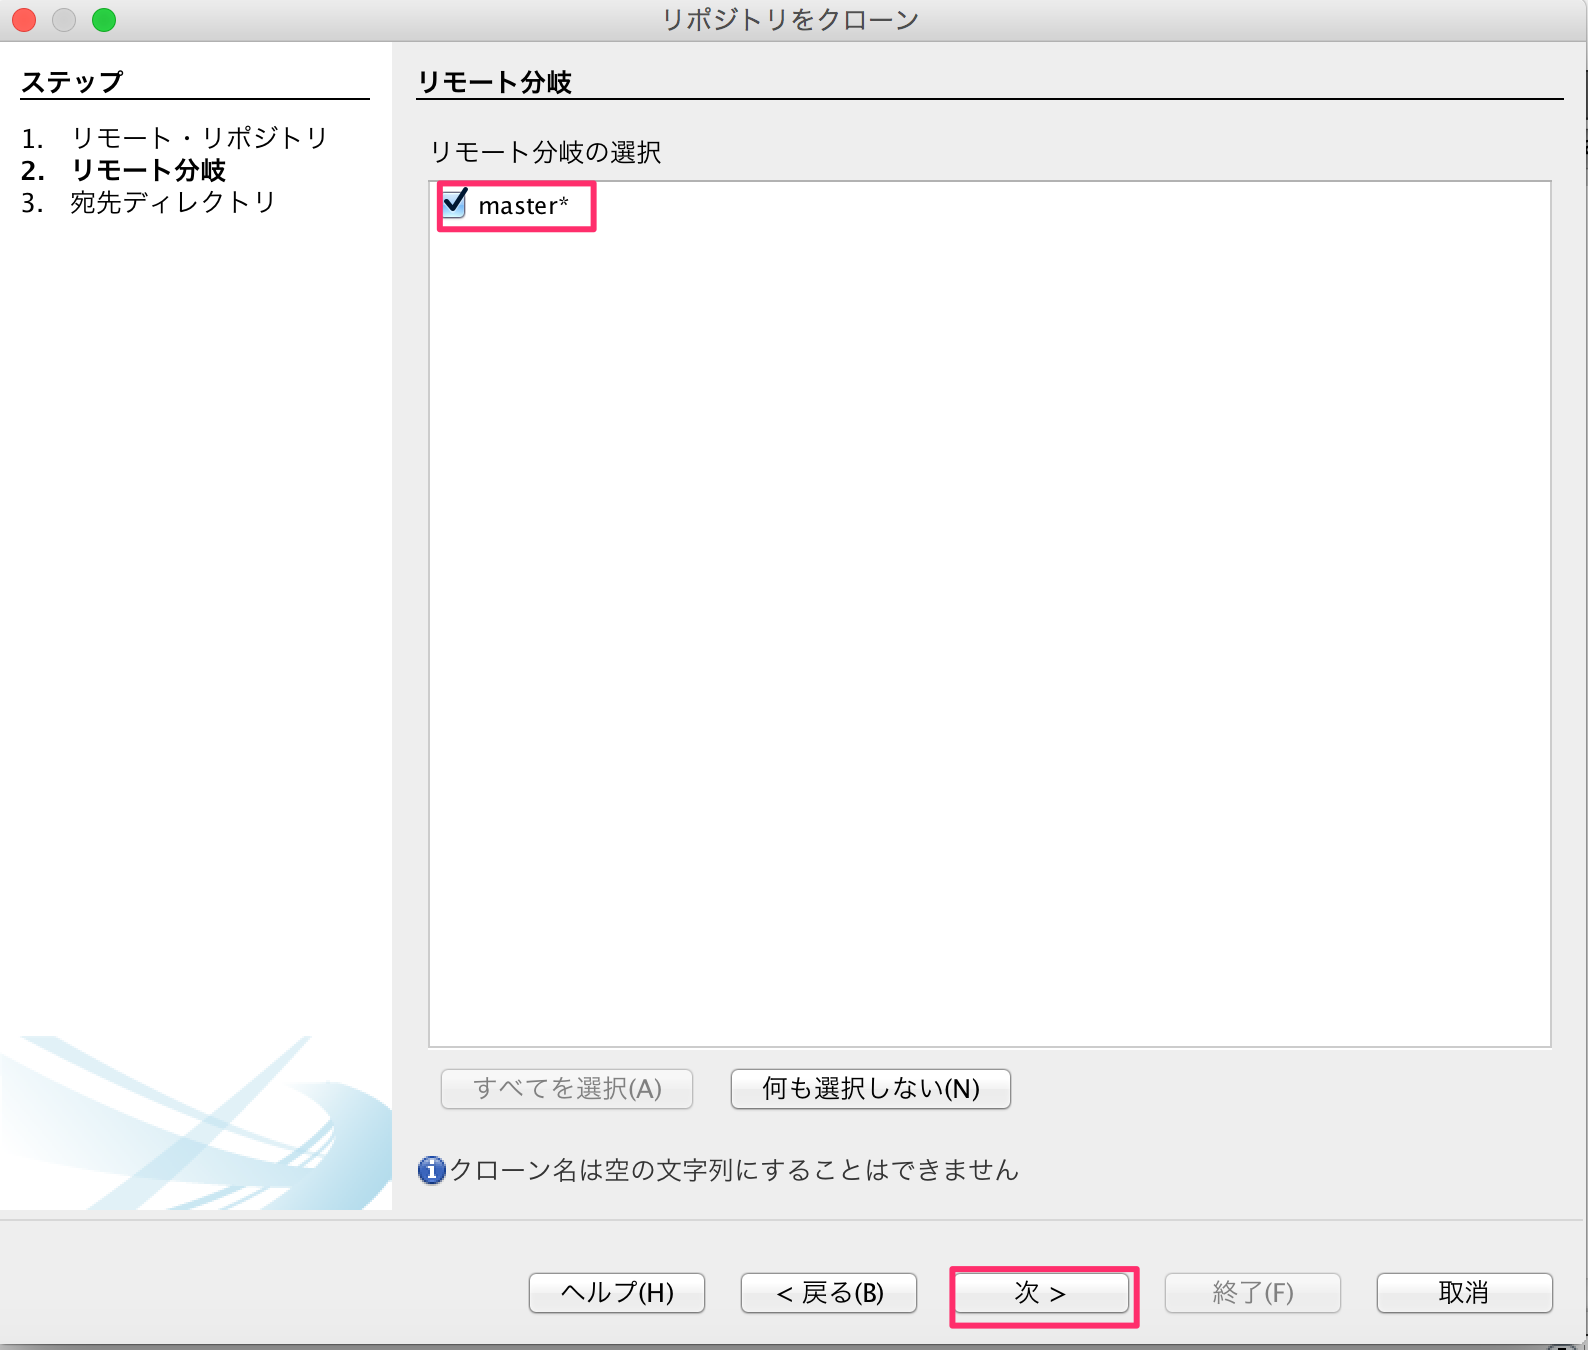 リポジトリをクローン
ステップ
1. リモート・リポジトリ
2. リモート分岐
3. 宛先ディレクトリ
リモート分岐
リモート分岐の選択
master*
すべてを選択(A) 何も選択しない(N)
クローン名は空の文字列にすることはできません
ヘルプ(H) < 戻る(B) 次 > 終了(F) 取消